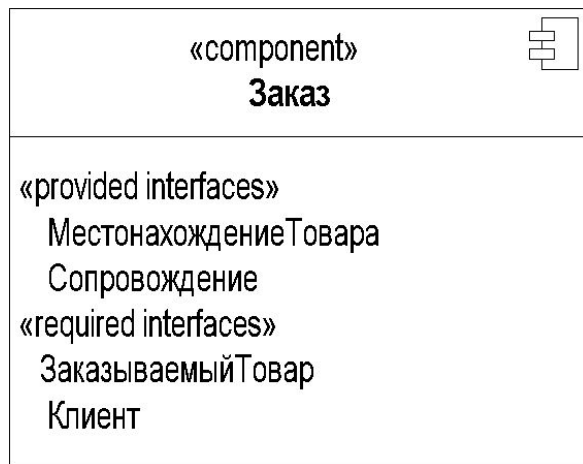 «component»
Заказ
«provided interfaces»
МестонахождениеТовара
Сопровождение
«required interfaces»
ЗаказываемыйТовар
Клиент